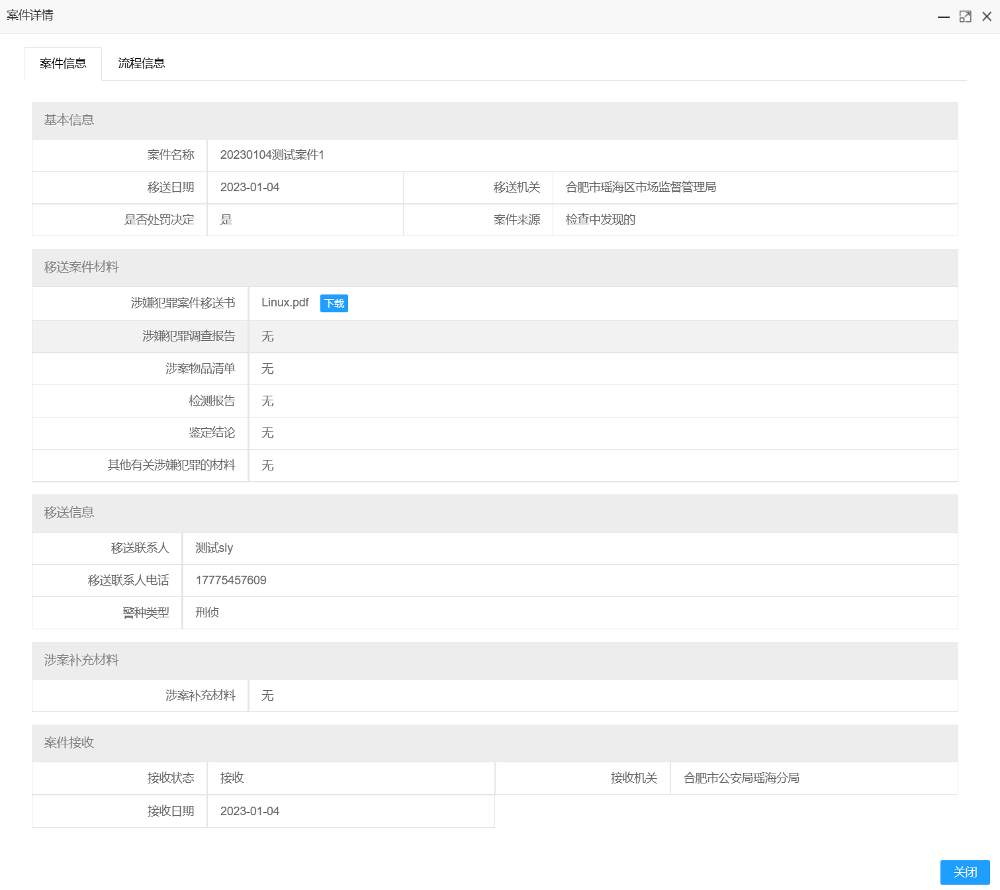 案件详情
案件信息 流程信息
基本信息
案件名称 20230104测试案件1
移送日期 2023-01-04 移送机关 合肥市瑶海区市场监督管理局
是否处罚决定 是 案件来源 检查中发现的
移送案件材料
涉嫌犯罪案件移送书 Linux.pdf 下载
涉嫌犯罪调查报告 无
涉案物品清单 无
检测报告 无
鉴定结论 无
其他有关涉嫌犯罪的材料 无
移送信息
移送联系人 测试sly
移送联系人电话 17775457609
警种类型 刑侦
涉案补充材料
涉案补充材料 无
案件接收
接收状态 接收 接收机关 合肥市公安局瑶海分局
接收日期 2023-01-04
关闭